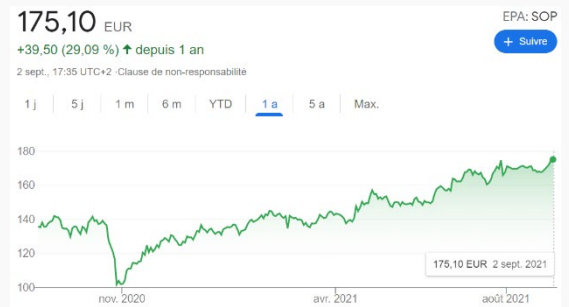 175,10 EUR
EPA: SOP
+39,50 (29,09 %) ↑ depuis 1 an
+ Suivre
2 sept., 17:35 UTC+2 ·Clause de non-responsabilité
1 j 5 j 1 m 6 m YTD 1 a 5 a Max.
180
160
140
120
100
175,10 EUR 2 sept. 2021
nov. 2020 avr. 2021 août 2021